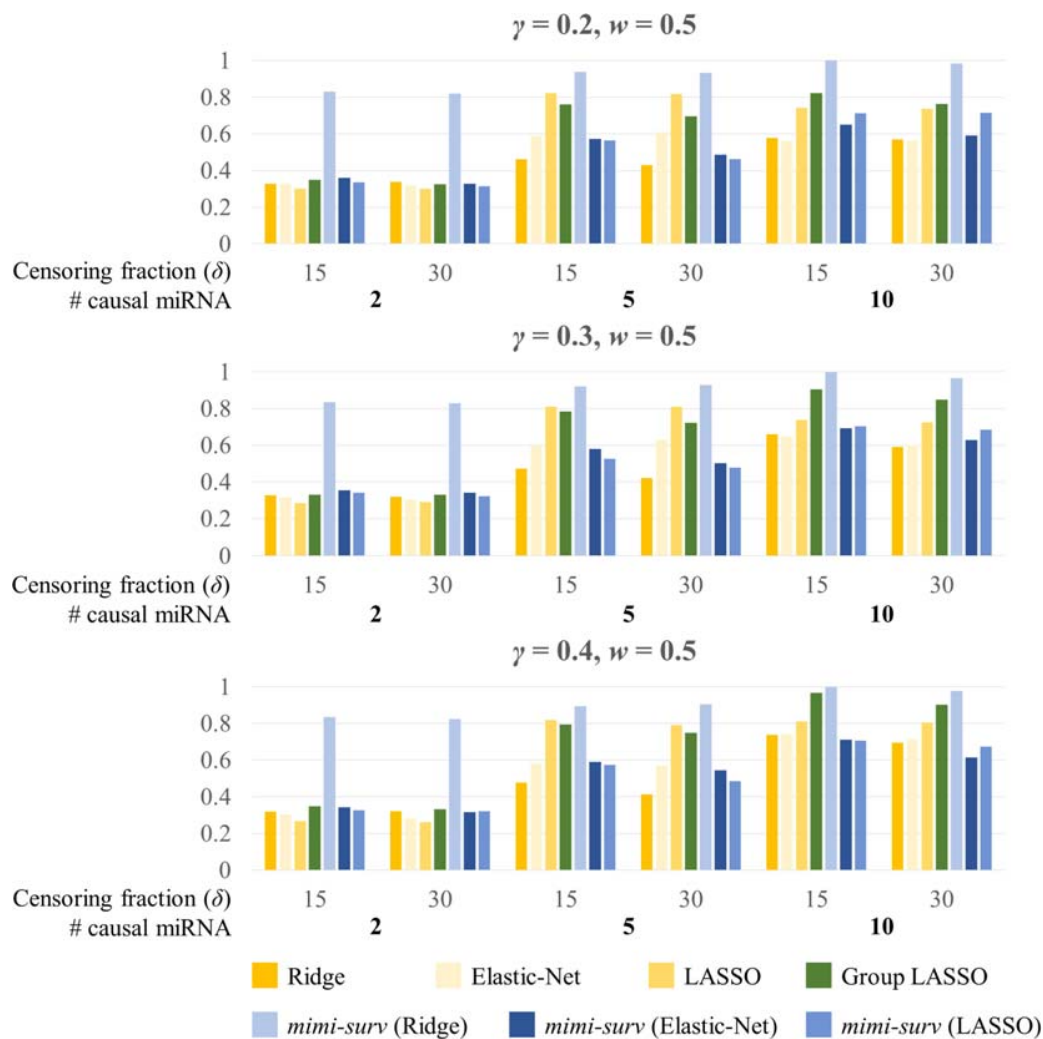 γ = 0.2, w = 0.5
1
0.8
0.6
0.4
0.2
0
Censoring fraction (δ) 15 30 15 30 15 30
# causal miRNA 2 5 10
γ = 0.3, w = 0.5
1
0.8
0.6
0.4
0.2
0
Censoring fraction (δ) 15 30 15 30 15 30
# causal miRNA 2 5 10
γ = 0.4, w = 0.5
1
0.8
0.6
0.4
0.2
0
Censoring fraction (δ) 15 30 15 30 15 30
# causal miRNA 2 5 10
Ridge Elastic-Net LASSO Group LASSO
mimi-surv (Ridge) mimi-surv (Elastic-Net) mimi-surv (LASSO)